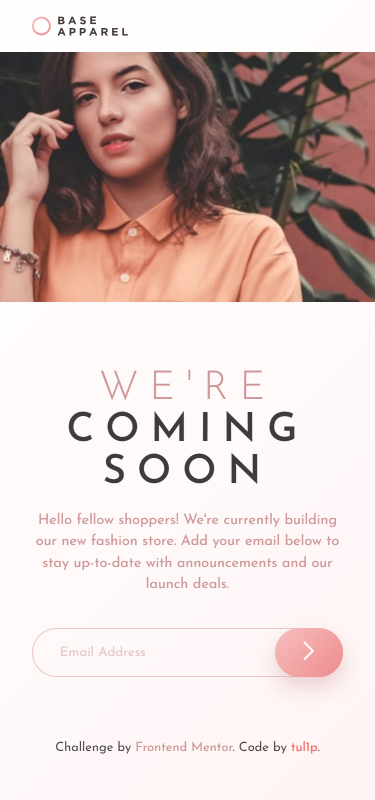 BASE
APPAREL
WE'RE
COMING
SOON
Hello fellow shoppers! We're currently building
our new fashion store. Add your email below to
stay up-to-date with announcements and our
launch deals.
Email Address
Challenge by Frontend Mentor. Code by tul1p.